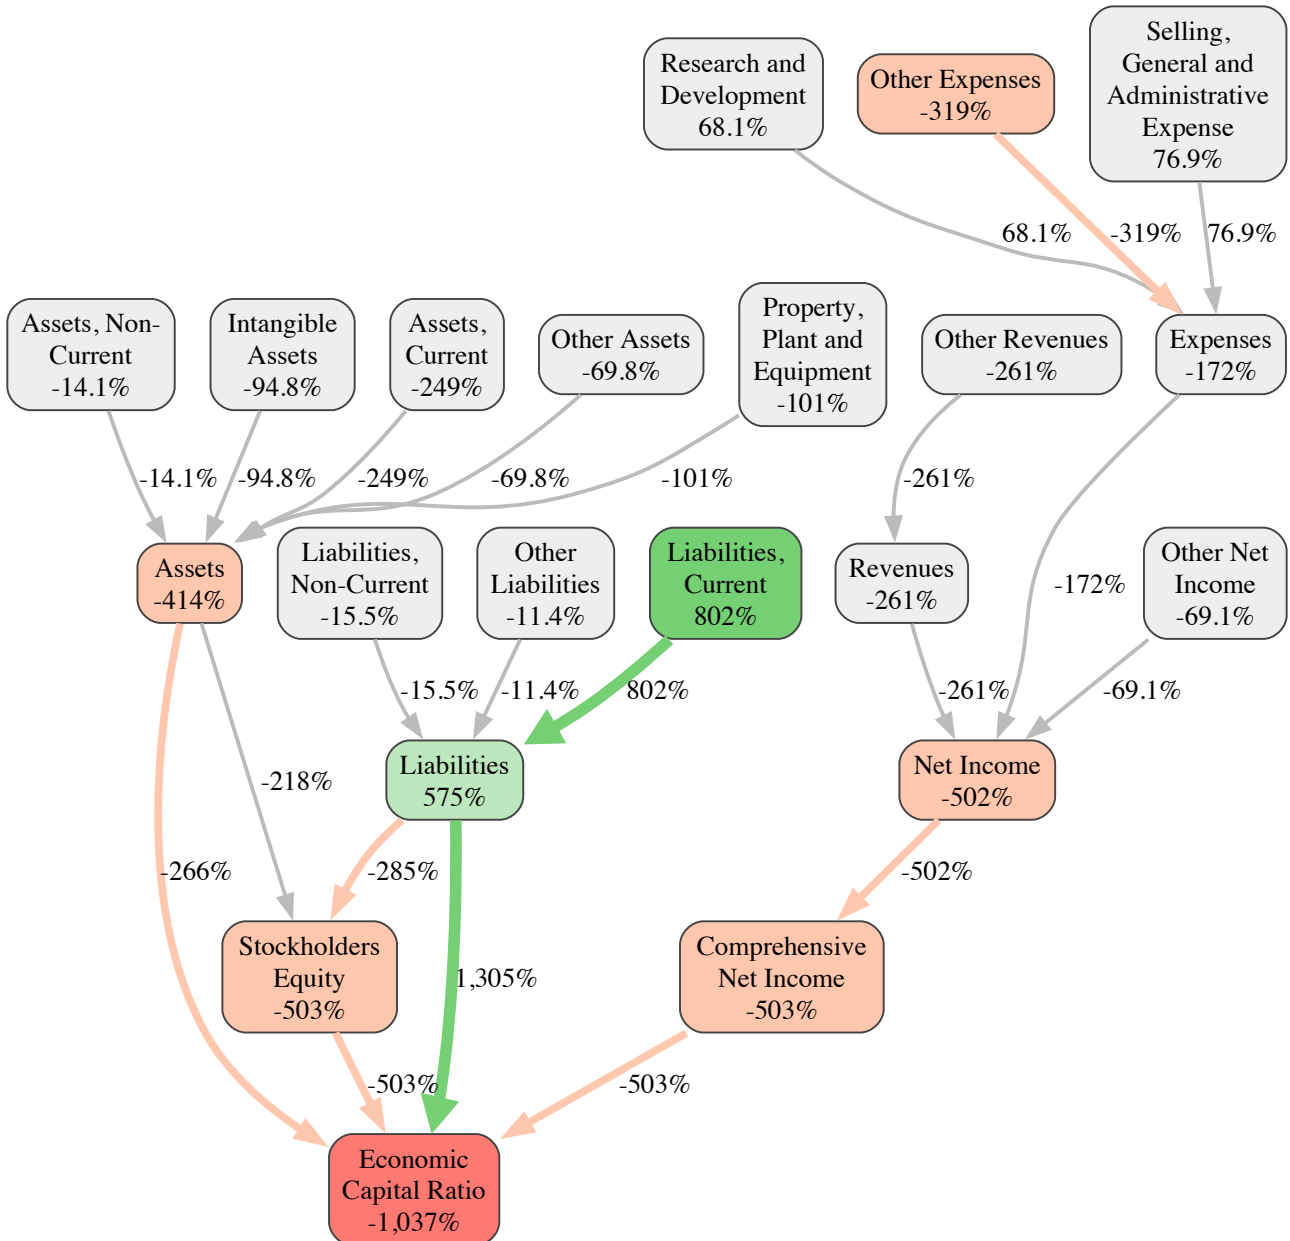 Research and
Development
68.1%
Other Expenses
-319%
Selling,
General and
Administrative
Expense
76.9%
68.1%
-319%
76.9%
Assets, Non-
Current
-14.1%
Intangible
Assets
-94.8%
Assets,
Current
-249%
Other Assets
-69.8%
Property,
Plant and
Equipment
-101%
Other Revenues
-261%
Expenses
-172%
-14.1%
-94.8%
-249%
-69.8%
-101%
-261%
Assets
-414%
Liabilities,
Non-Current
-15.5%
Other
Liabilities
-11.4%
Liabilities,
Current
802%
Revenues
-261%
-172%
Other Net
Income
-69.1%
-15.5%
-11.4%
802%
-261%
-69.1%
-218%
Liabilities
575%
Net Income
-502%
-266%
-285%
-502%
Stockholders
Equity
-503%
1,305%
Comprehensive
Net Income
-503%
-503%
-503%
Economic
Capital Ratio
-1,037%